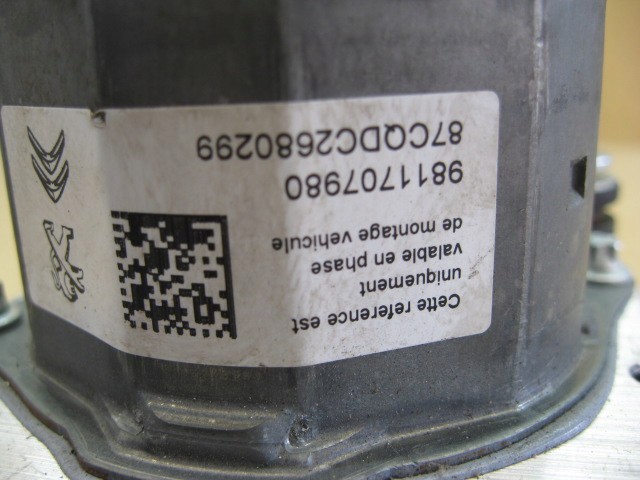 Cette reference est
uniquement
valable en phase
de montage vehicule
9811707980
87CQDC2680299